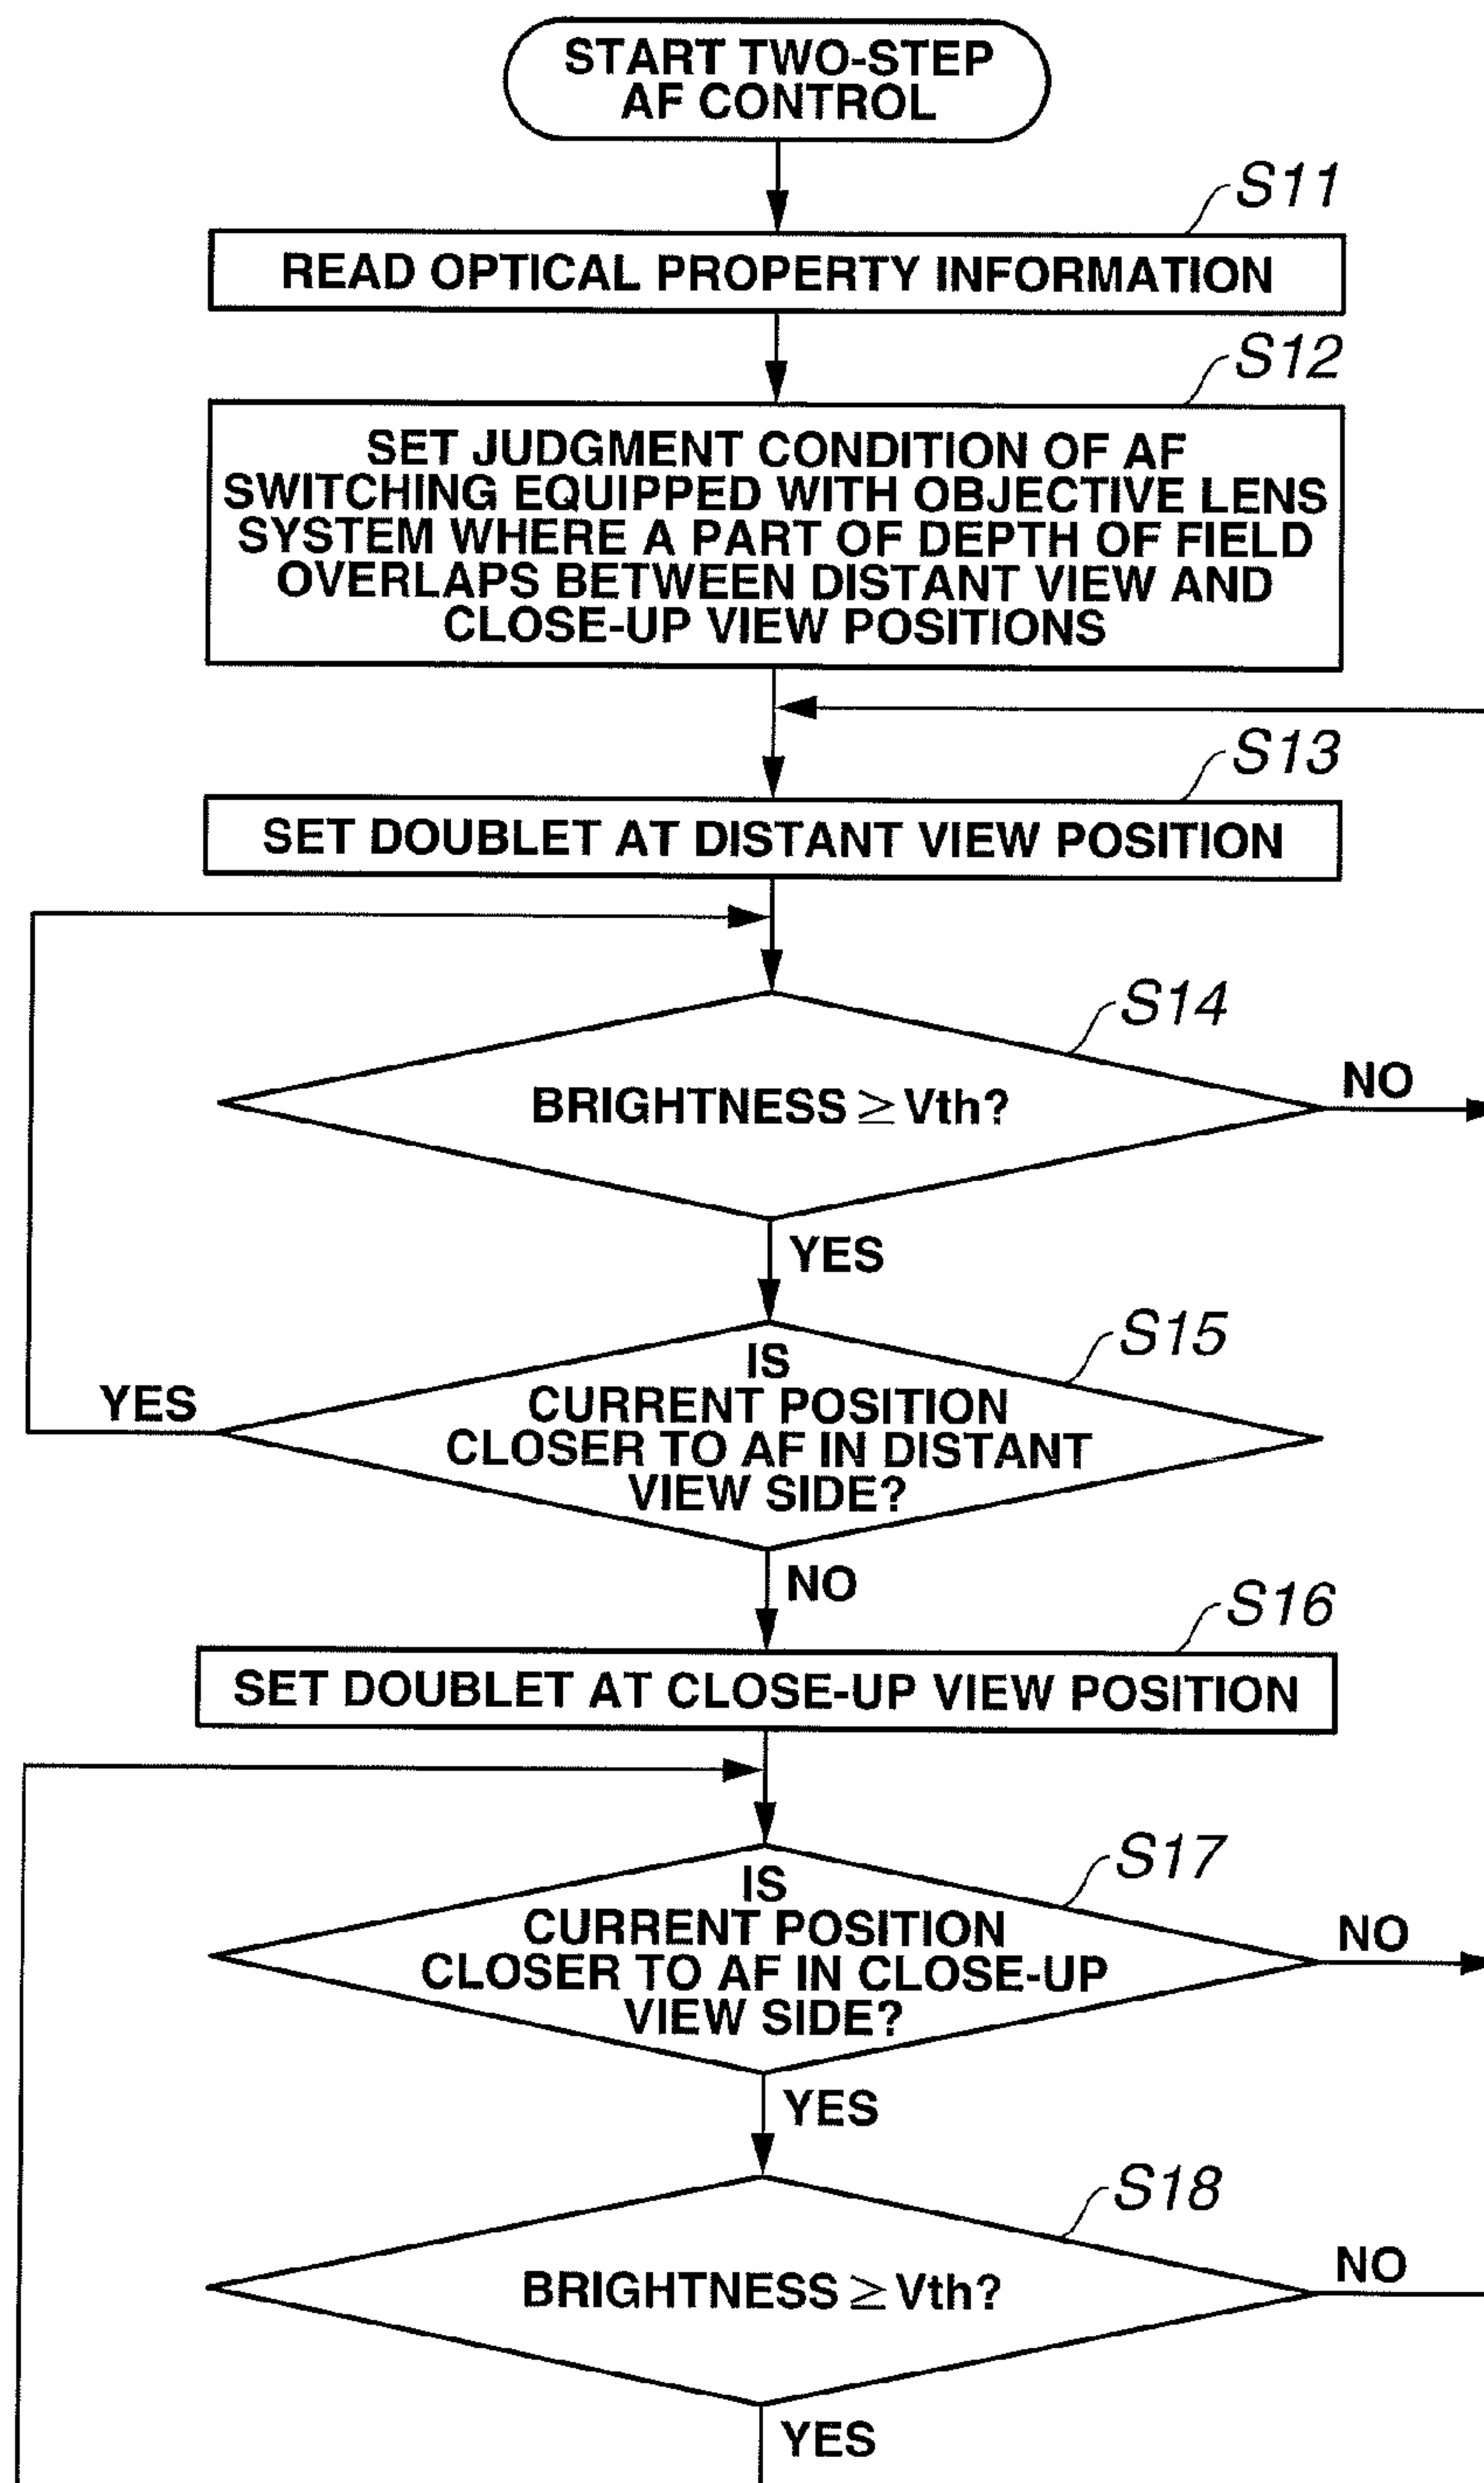 START TWO-STEP
AF CONTROL
S11
READ OPTICAL PROPERTY INFORMATION
S12
SET JUDGMENT CONDITION OF AF
SWITCHING EQUIPPED WITH OBJECTIVE LENS
SYSTEM WHERE A PART OF DEPTH OF FIELD
OVERLAPS BETWEEN DISTANT VIEW AND
CLOSE-UP VIEW POSITIONS
S13
SET DOUBLET AT DISTANT VIEW POSITION
S14
BRIGHTNESS ≥ Vth?
NO
YES
S15
IS
CURRENT POSITION
CLOSER TO AF IN DISTANT
VIEW SIDE?
YES
NO
S16
SET DOUBLET AT CLOSE-UP VIEW POSITION
S17
IS
CURRENT POSITION
CLOSER TO AF IN CLOSE-UP
VIEW SIDE?
NO
YES
S18
BRIGHTNESS ≥ Vth?
NO
YES